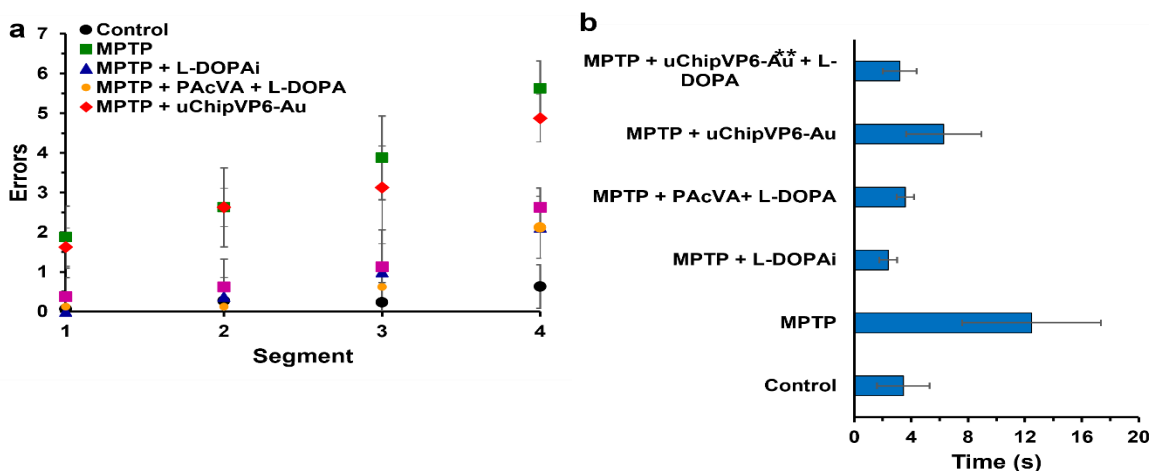 a
7
6
5
4
3
2
1
0
Errors
Control
MPTP
MPTP + L-DOPAi
MPTP + PAcVA + L-DOPA
MPTP + uChipVP6-Au
1 2 3 4
Segment
b
**
MPTP + uChipVP6-Au + L-
DOPA
MPTP + uChipVP6-Au
MPTP + PAcVA+ L-DOPA
MPTP + L-DOPAi
MPTP
Control
0 4 8 12 16 20
Time (s)